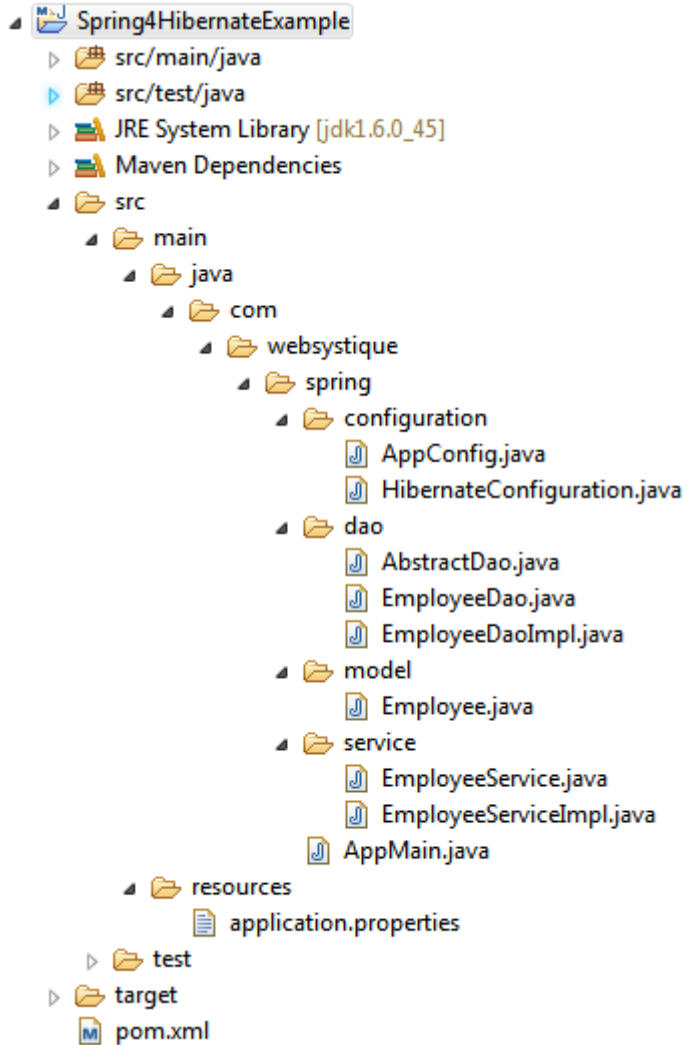 Spring4HibernateExample
src/main/java
src/test/java
JRE System Library [jdk1.6.0_45]
Maven Dependencies
src
main
java
com
websystique
spring
configuration
AppConfig.java
HibernateConfiguration.java
dao
AbstractDao.java
EmployeeDao.java
EmployeeDaoImpl.java
model
Employee.java
service
EmployeeService.java
EmployeeServiceImpl.java
AppMain.java
resources
application.properties
test
target
pom.xml